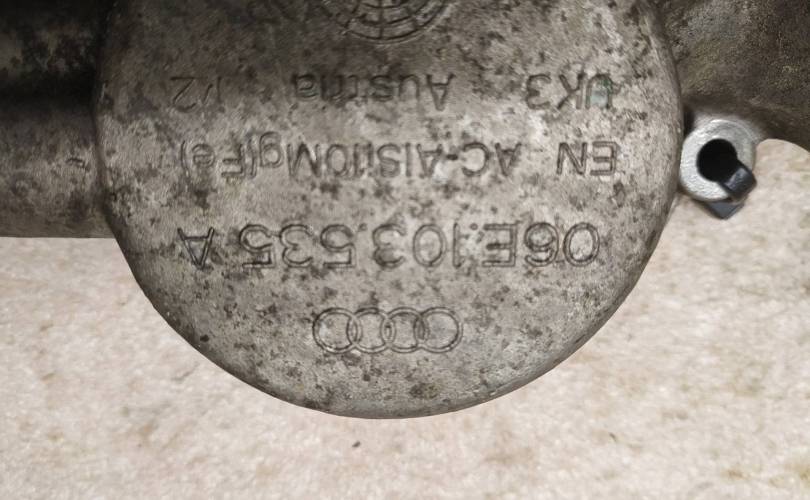 06E.103.535 A
EN AC-AlSi10Mg(Fe)
UK3 Austria